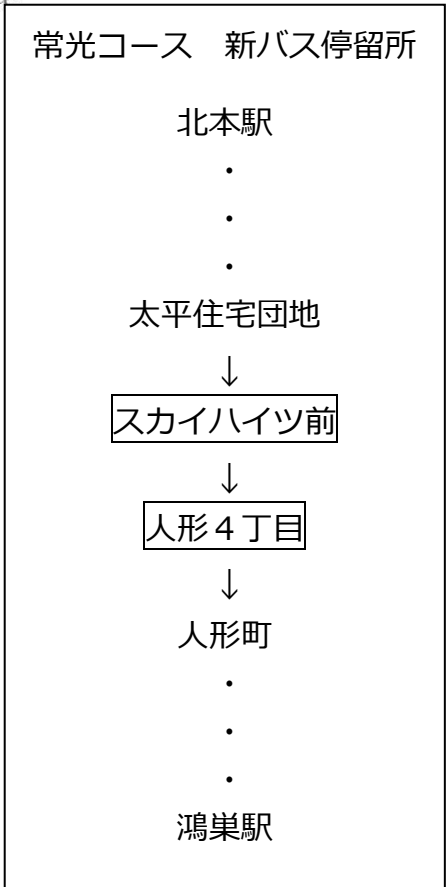 常光コース　新バス停留所
北本駅
・
・
・
太平住宅団地
↓
スカイハイツ前
↓
人形４丁目
↓
人形町
・
・
・
鴻巣駅